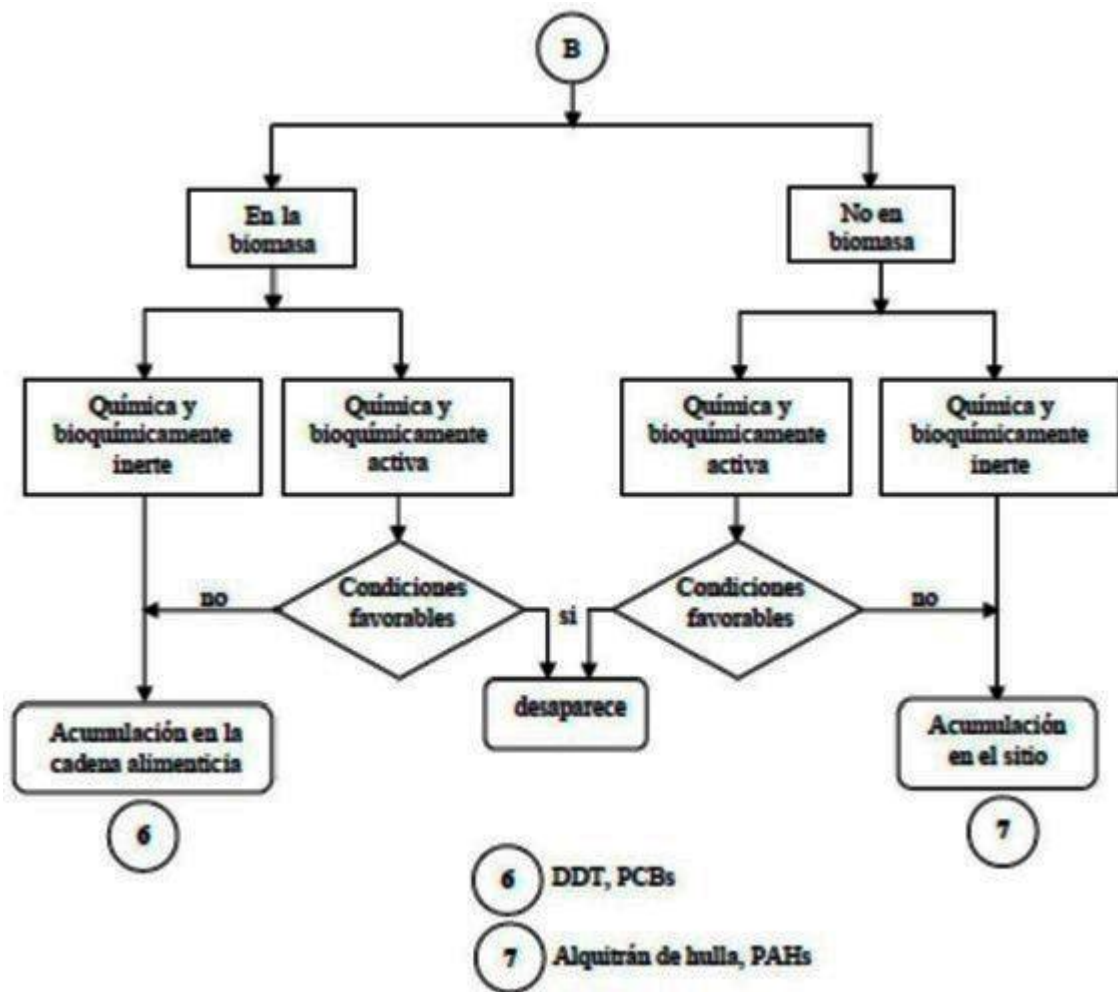 B
En la
biomasa
No en
biomasa
Química y
bioquímicamente
inerte
Química y
bioquímicamente
activa
Química y
bioquímicamente
activa
Química y
bioquímicamente
inerte
no
Condiciones
favorables
si
Condiciones
favorables
no
Acumulación en la
cadena alimenticia
desaparece
Acumulación
en el sitio
6
7
6 DDT, PCBs
7 Alquitrán de hulla, PAHs